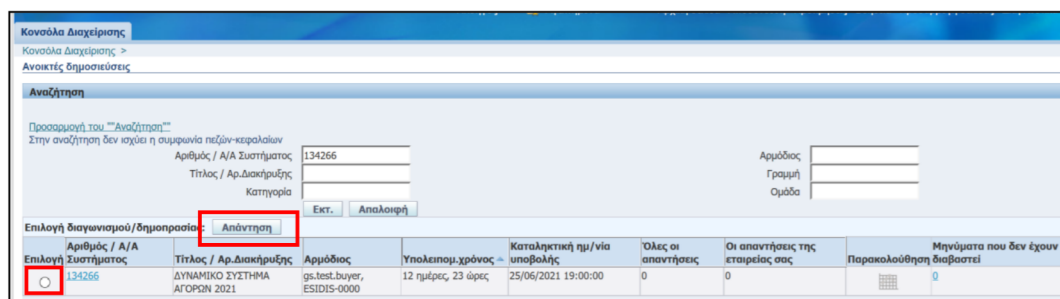 Κονσόλα Διαχείρισης
Κονσόλα Διαχείρισης >
Ανοικτές δημοσιεύσεις
Αναζήτηση
Προσαρμογή του ""Αναζήτηση""
Στην αναζήτηση δεν ισχύει η συμφωνία πεζών-κεφαλαίων
Αριθμός / Α/Α Συστήματος 134266 Αρμόδιος
Τίτλος / Αρ.Διακήρυξης Γραμμή
Κατηγορία Ομάδα
Εκτ. Απαλοιφή
Επιλογή διαγωνισμού/δημοπρασίας: Απάντηση
Επιλογή Αριθμός / Α/Α Συστήματος Τίτλος / Αρ.Διακήρυξης Αρμόδιος Υπολειπομ.χρόνος Καταληκτική ημ/νία υποβολής Όλες οι απαντήσεις Οι απαντήσεις της εταιρείας σας Παρακολούθηση Μηνύματα που δεν έχουν διαβαστεί
134266 ΔΥΝΑΜΙΚΟ ΣΥΣΤΗΜΑ ΑΓΟΡΩΝ 2021 gs.test.buyer, ESIDIS-0000 12 ημέρες, 23 ώρες 25/06/2021 19:00:00 0 0 0